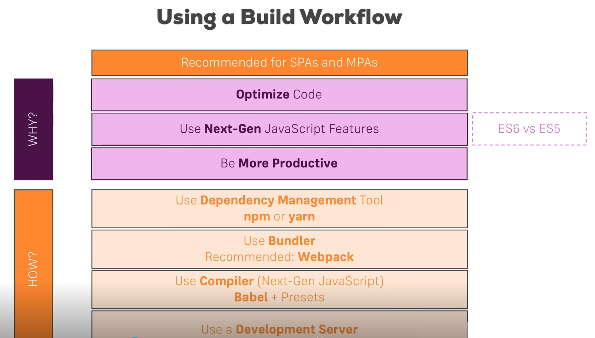 Using a Build Workflow
Recommended for SPAs and MPAs
WHY?
Optimize Code
Use Next-Gen JavaScript Features
ES6 vs ES5
Be More Productive
HOW?
Use Dependency Management Tool
npm or yarn
Use Bundler
Recommended: Webpack
Use Compiler (Next-Gen JavaScript)
Babel + Presets
Use a Development Server